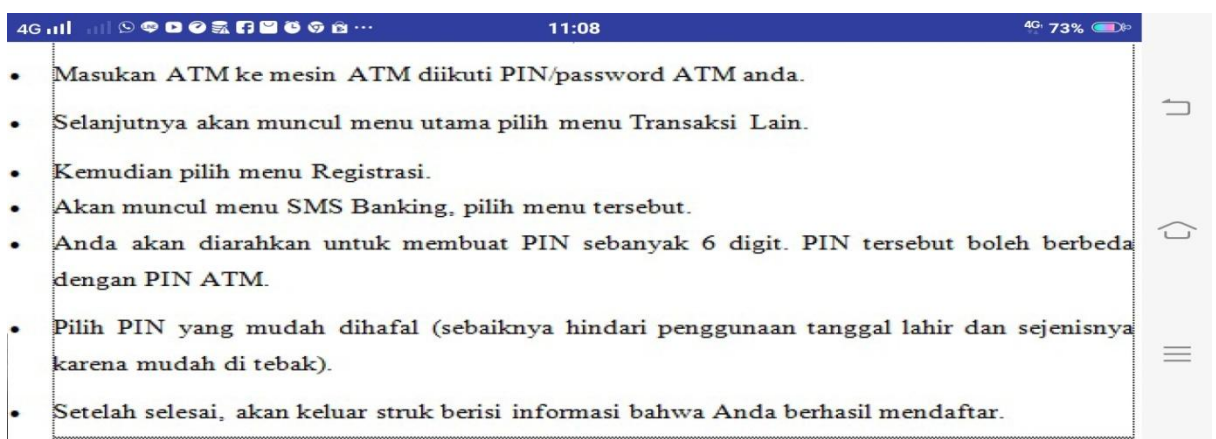 4G 11:08 4G 73%
• Masukan ATM ke mesin ATM diikuti PIN/password ATM anda.
• Selanjutnya akan muncul menu utama pilih menu Transaksi Lain.
• Kemudian pilih menu Registrasi.
• Akan muncul menu SMS Banking, pilih menu tersebut.
• Anda akan diarahkan untuk membuat PIN sebanyak 6 digit. PIN tersebut boleh berbeda
dengan PIN ATM.
• Pilih PIN yang mudah dihafal (sebaiknya hindari penggunaan tanggal lahir dan sejenisnya
karena mudah di tebak).
• Setelah selesai, akan keluar struk berisi informasi bahwa Anda berhasil mendaftar.